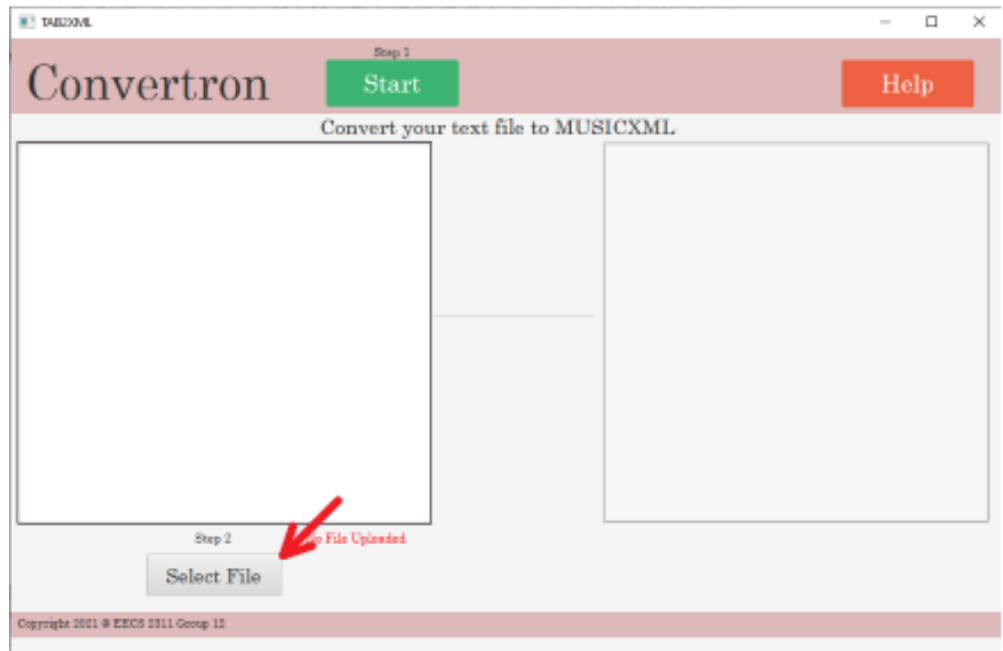 TAB2XML
Step 1
Convertron
Start
Help
Convert your text file to MUSICXML
Step 2
No File Uploaded
Select File
Copyright 2021 @ EECS 2311 Group 12